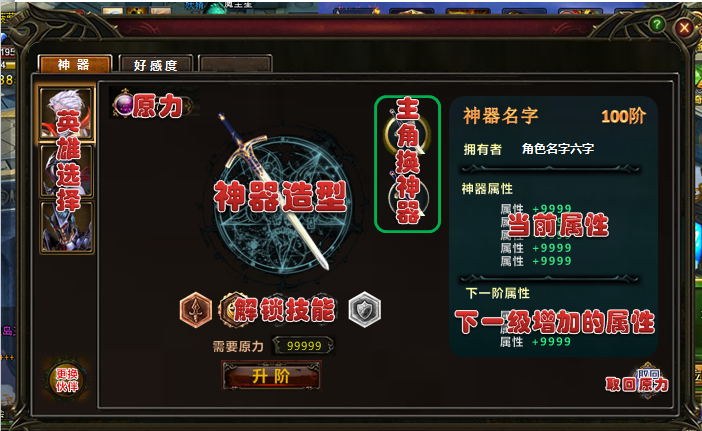 神器
好感度
195
原力
英雄选择
神器造型
主角换神器
神器名字
100阶
拥有者
角色名字六字
神器属性
属性 +9999
当前属性
属性 +9999
属性 +9999
解锁技能
下一阶属性
下一级增加的属性
属性 +9999
需要原力
99999
升阶
更换
伙伴
取回原力